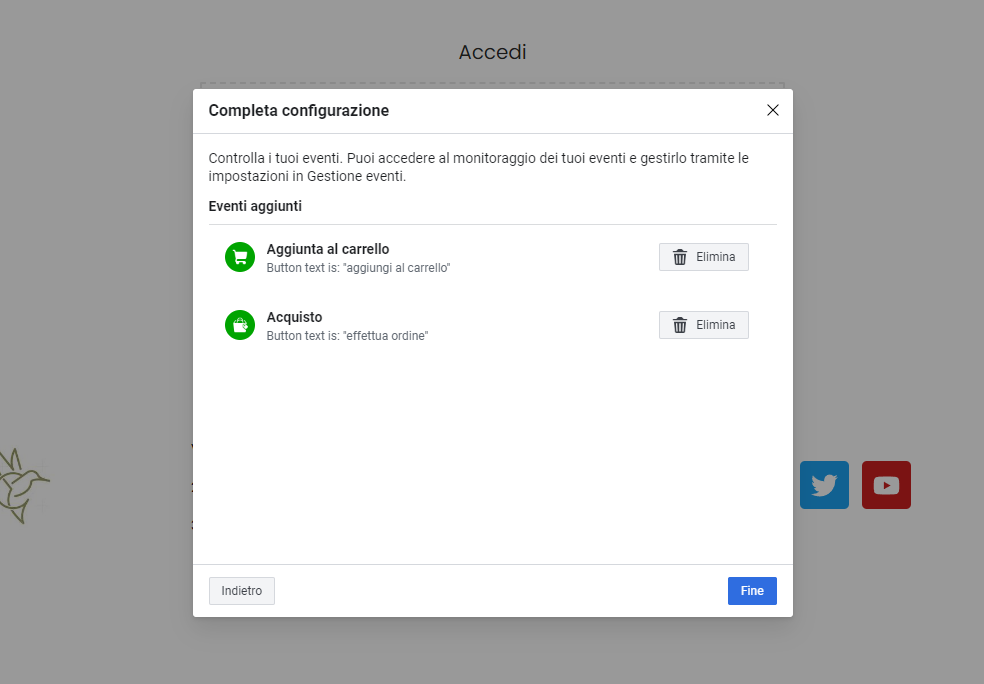 Accedi
Completa configurazione
Controlla i tuoi eventi. Puoi accedere al monitoraggio dei tuoi eventi e gestirlo tramite le
impostazioni in Gestione eventi.
Eventi aggiunti
Aggiunta al carrello
Button text is: "aggiungi al carrello"
Elimina
Acquisto
Button text is: "effettua ordine"
Elimina
Indietro
Fine